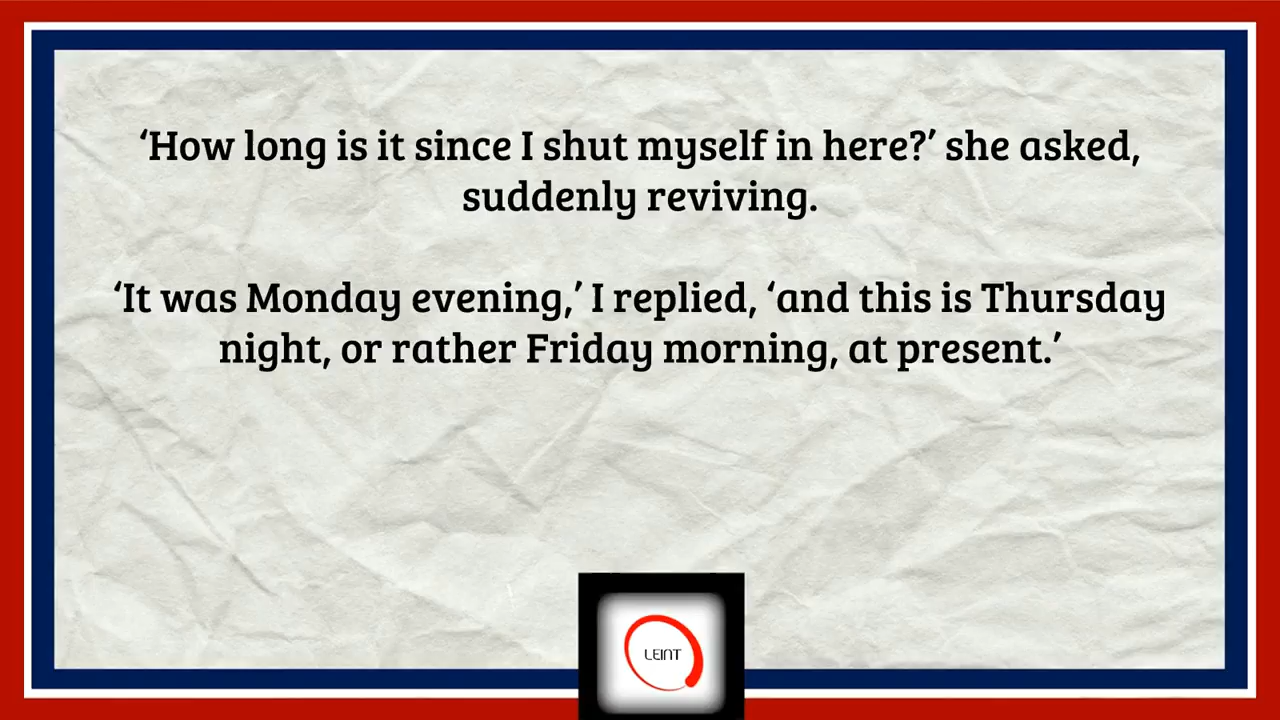 ‘How long is it since I shut myself in here?’ she asked,
suddenly reviving.
‘It was Monday evening,’ I replied, ‘and this is Thursday
night, or rather Friday morning, at present.’
LEINT